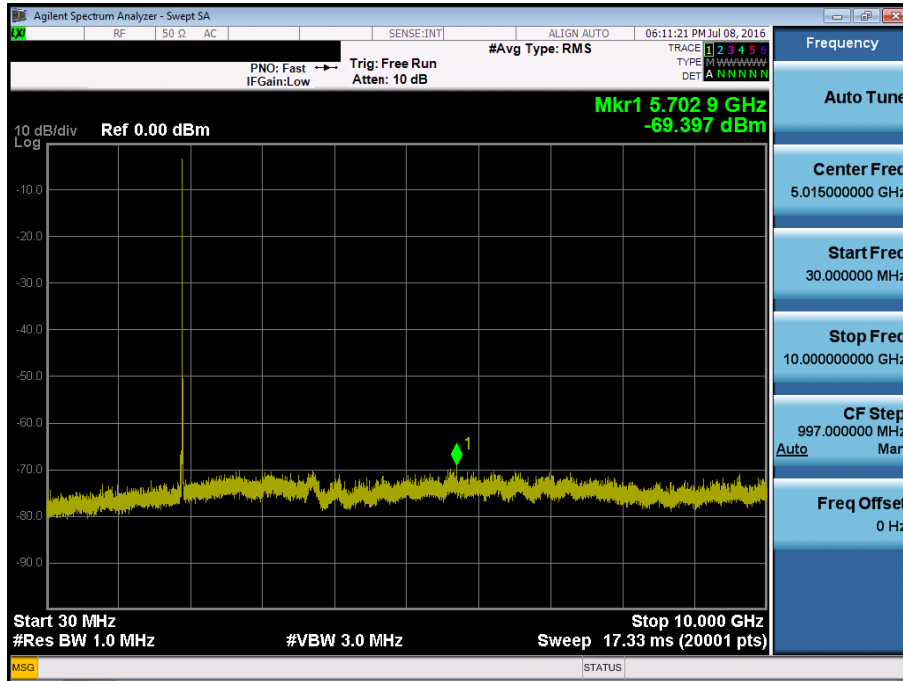 Agilent Spectrum Analyzer - Swept SA
LXI RF 50 Ω AC SENSE:INT ALIGN AUTO 06:11:21 PM Jul 08, 2016
Frequency
#Avg Type: RMS
TRACE 1 2 3 4 5 6
PNO: Fast Trig: Free Run
TYPE M WWWWW
IFGain:Low Atten: 10 dB
DET A N N N N N
Auto Tune
Mkr1 5.702 9 GHz
-69.397 dBm
10 dB/div Ref 0.00 dBm
Log
Center Freq
5.015000000 GHz
-10.0
-20.0
Start Freq
30.000000 MHz
-30.0
-40.0
Stop Freq
10.000000000 GHz
-50.0
CF Step
997.000000 MHz
Auto Man
-60.0
1
-70.0
Freq Offset
0 Hz
-80.0
-90.0
Start 30 MHz Stop 10.000 GHz
#Res BW 1.0 MHz #VBW 3.0 MHz Sweep 17.33 ms (20001 pts)
MSG STATUS